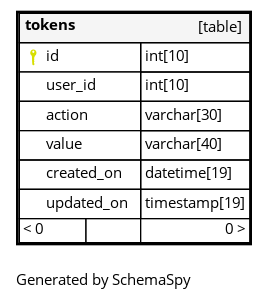 tokens [table]
id int[10]
user_id int[10]
action varchar[30]
value varchar[40]
created_on datetime[19]
updated_on timestamp[19]
< 0 0 >
Generated by SchemaSpy